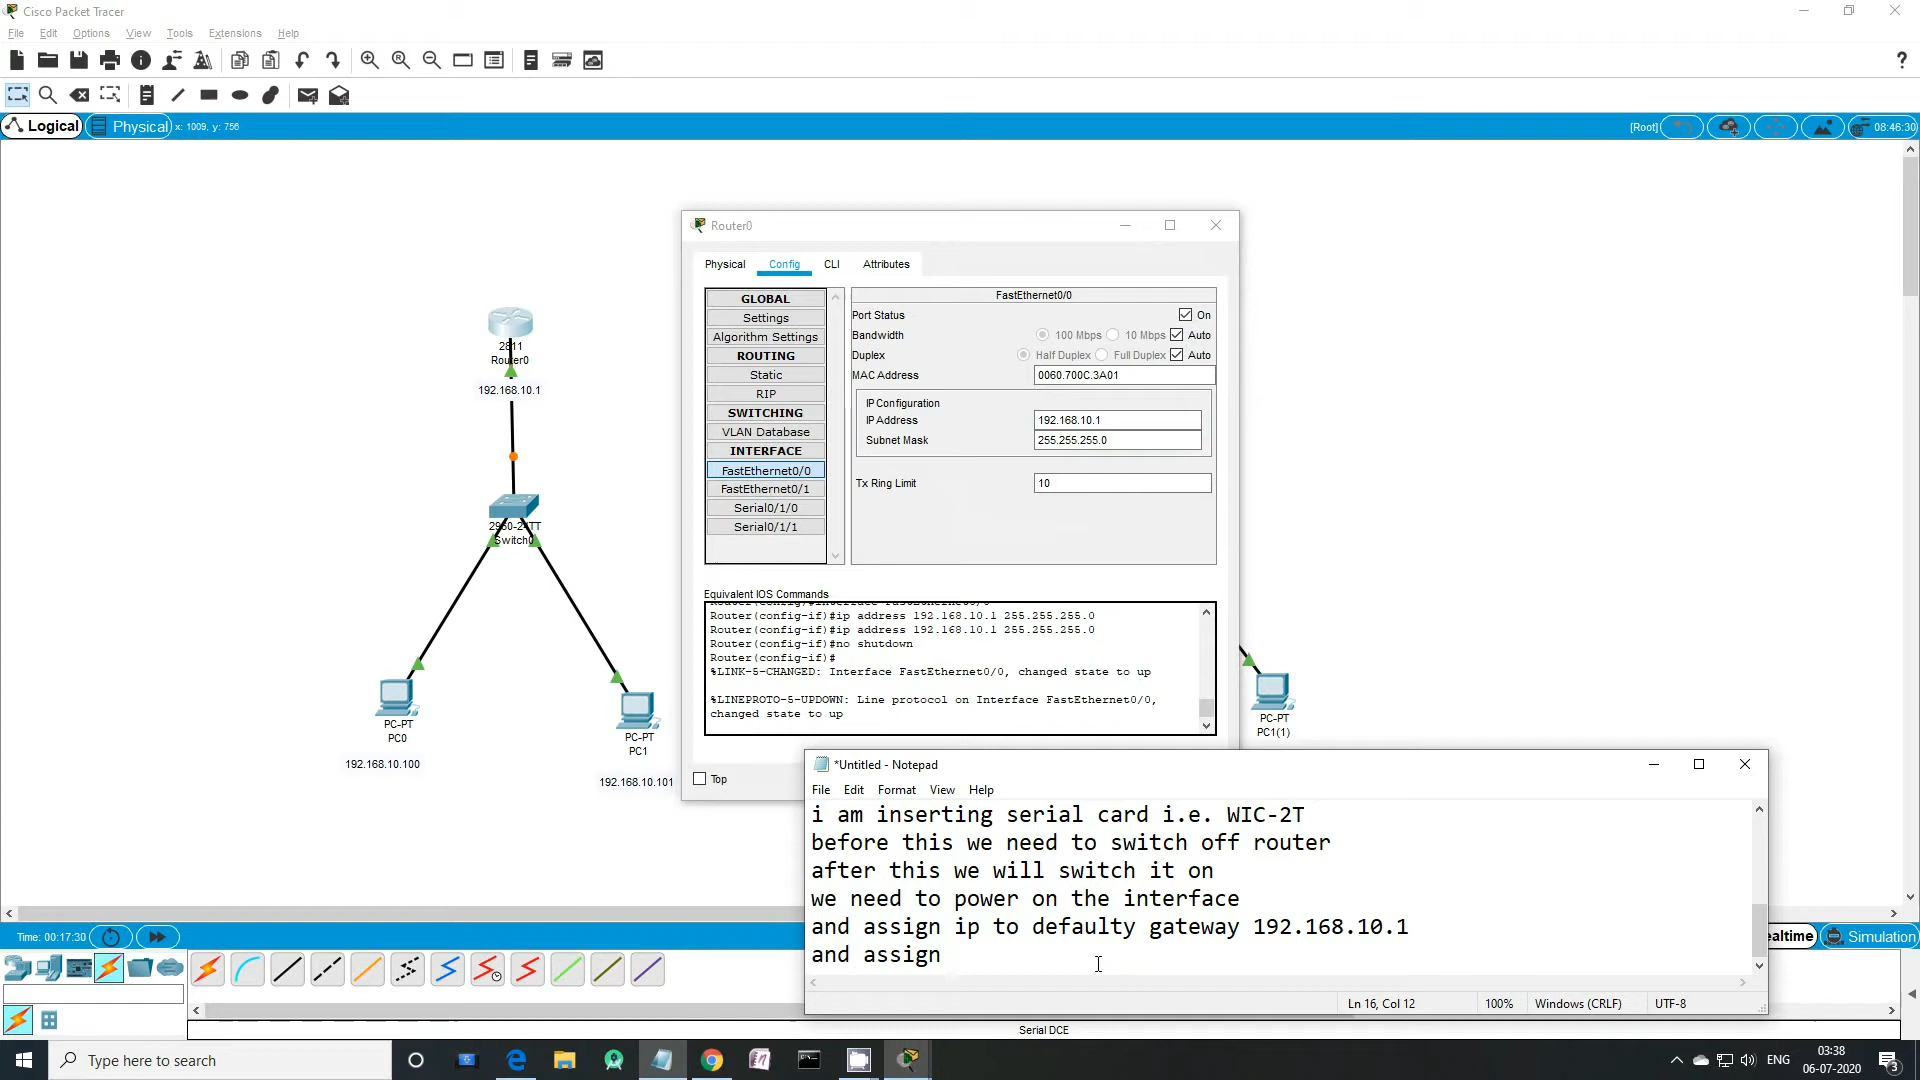 Cisco Packet Tracer
File Edit Options View Tools Extensions Help
?
Logical
Physical
x: 1009, y: 756
[Root]
08:46:30
2811
Router0
192.168.10.1
2960-24TT
Switch0
PC-PT
PC0
192.168.10.100
PC-PT
PC1
192.168.10.101
PC-PT
PC1(1)
Router0
Physical Config CLI Attributes
GLOBAL
Settings
Algorithm Settings
ROUTING
Static
RIP
SWITCHING
VLAN Database
INTERFACE
FastEthernet0/0
FastEthernet0/1
Serial0/1/0
Serial0/1/1
FastEthernet0/0
Port Status On
Bandwidth 100 Mbps 10 Mbps Auto
Duplex Half Duplex Full Duplex Auto
MAC Address 0060.700C.3A01
IP Configuration
IP Address 192.168.10.1
Subnet Mask 255.255.255.0
Tx Ring Limit 10
Equivalent IOS Commands
Router(config-if)#ip address 192.168.10.1 255.255.255.0
Router(config-if)#ip address 192.168.10.1 255.255.255.0
Router(config-if)#no shutdown
Router(config-if)#
%LINK-5-CHANGED: Interface FastEthernet0/0, changed state to up
%LINEPROTO-5-UPDOWN: Line protocol on Interface FastEthernet0/0,
changed state to up
Top
*Untitled - Notepad
File Edit Format View Help
i am inserting serial card i.e. WIC-2T
before this we need to switch off router
after this we will switch it on
we need to power on the interface
and assign ip to defaulty gateway 192.168.10.1
and assign
Ln 16, Col 12 100% Windows (CRLF) UTF-8
Time: 00:17:30
ealtime
Simulation
Serial DCE
Type here to search
ENG
03:38
06-07-2020
3